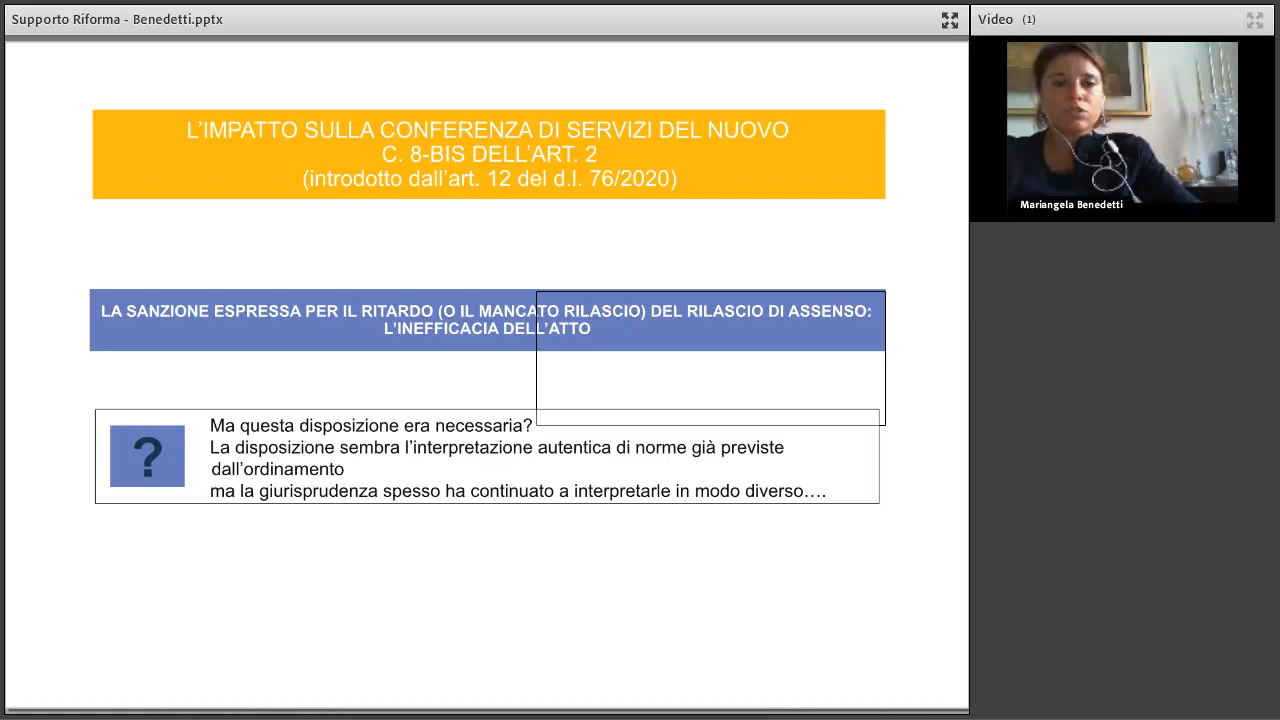 Supporto Riforma - Benedetti.pptx
Video (1)
Mariangela Benedetti
L'IMPATTO SULLA CONFERENZA DI SERVIZI DEL NUOVO
C. 8-BIS DELL'ART. 2
(introdotto dall'art. 12 del d.l. 76/2020)
LA SANZIONE ESPRESSA PER IL RITARDO (O IL MANCATO RILASCIO) DEL RILASCIO DI ASSENSO:
L'INEFFICACIA DELL'ATTO
?
Ma questa disposizione era necessaria?
La disposizione sembra l'interpretazione autentica di norme già previste
dall'ordinamento
ma la giurisprudenza spesso ha continuato a interpretarle in modo diverso….